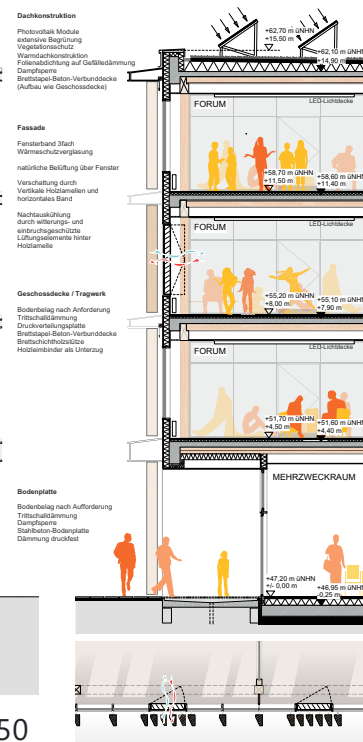 Dachkonstruktion
Photovoltaik Module
extensive Begrünung
Vegetationsschutz
Warmdachkonstruktion
Folienabdichtung auf Gefälledämmung
Dampfsperre
Brettstapel-Beton-Verbunddecke
(Aufbau wie Geschossdecke)
Fassade
Fensterband 3fach
Wärmeschutzverglasung
natürliche Belüftung über Fenster
Verschattung durch
Vertikale Holzlamellen und
horizontales Band
Nachtauskühlung
durch witterungs- und
einbruchsgeschützte
Lüftungselemente hinter
Holzlamelle
Geschossdecke / Tragwerk
Bodenbelag nach Anforderung
Trittschalldämmung
Druckverteilungsplatte
Brettstapel-Beton-Verbunddecke
Brettschichtholzstütze
Holzleimbinder als Unterzug
Bodenplatte
Bodenbelag nach Aufforderung
Trittschalldämmung
Dampfsperre
Stahlbeton-Bodenplatte
Dämmung druckfest
+62,70 m üNHN
+15,50 m
+62,10 m üNHN
+14,90 m
FORUM
LED-Lichtdecke
+58,70 m üNHN
+11,50 m
+58,60 m üNHN
+11,40 m
FORUM
LED-Lichtdecke
+55,20 m üNHN
+8,00 m
+55,10 m üNHN
+7,90 m
FORUM
LED-Lichtdecke
+51,70 m üNHN
+4,50 m
+51,60 m üNHN
+4,40 m
MEHRZWECKRAUM
+47,20 m üNHN
+/- 0,00 m
+46,95 m üNHN
-0,25 m
50